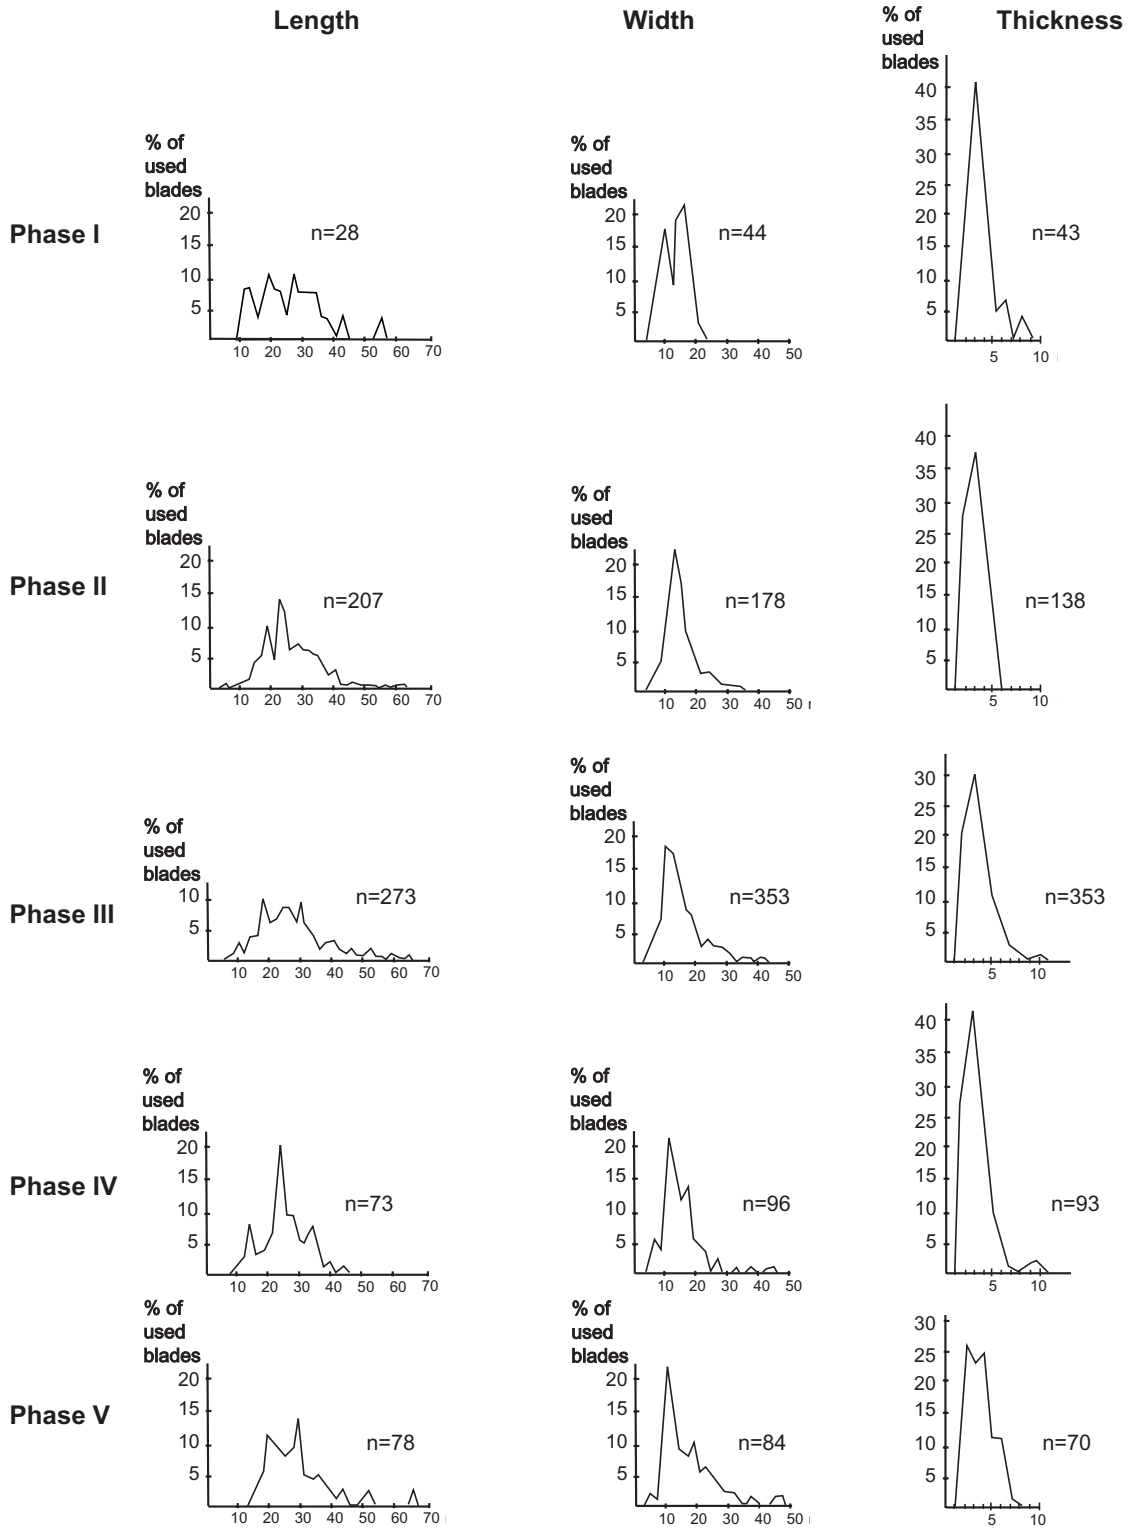 Length
Width
Thickness
% of
used
blades
40
35
30
25
20
15
10
5
5 10
n=43
Phase I
% of
used
blades
20
15
10
5
10 20 30 40 50 60 70
n=28
% of
used
blades
20
15
10
5
10 20 30 40 50
n=44
Phase II
% of
used
blades
20
15
10
5
10 20 30 40 50 60 70
n=207
% of
used
blades
20
15
10
5
10 20 30 40 50
n=178
40
35
30
25
20
15
10
5
5 10
n=138
Phase III
% of
used
blades
10
5
10 20 30 40 50 60 70
n=273
% of
used
blades
20
15
10
5
10 20 30 40 50
n=353
30
25
20
15
10
5
5 10
n=353
Phase IV
% of
used
blades
20
15
10
5
10 20 30 40 50 60 70
n=73
% of
used
blades
20
15
10
5
10 20 30 40 50
n=96
40
35
30
25
20
15
10
5
5 10
n=93
Phase V
% of
used
blades
20
15
10
5
10 20 30 40 50 60 70
n=78
% of
used
blades
20
15
10
5
10 20 30 40 50
n=84
30
25
20
15
10
5
5 10
n=70